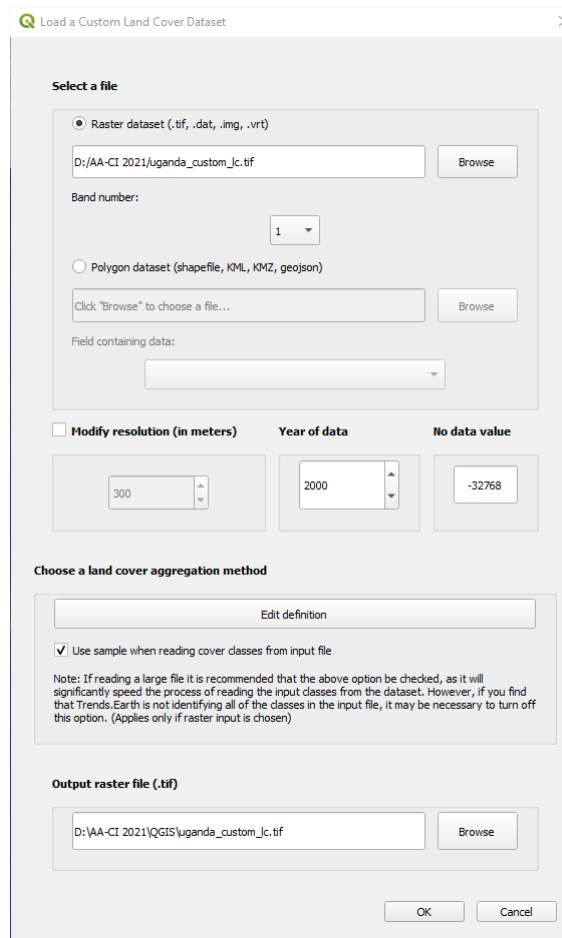 Load a Custom Land Cover Dataset
Select a file
Raster dataset (.tif, .dat, .img, .vrt)
D:/AA-CI 2021/uganda_custom_lc.tif
Browse
Band number:
1
Polygon dataset (shapefile, KML, KMZ, geojson)
Click "Browse" to choose a file...
Browse
Field containing data:
Modify resolution (in meters)
Year of data
No data value
300
2000
-32768
Choose a land cover aggregation method
Edit definition
Use sample when reading cover classes from input file
Note: If reading a large file it is recommended that the above option be checked, as it will
significantly speed the process of reading the input classes from the dataset. However, if you find
that Trends.Earth is not identifying all of the classes in the input file, it may be necessary to turn off
this option. (Applies only if raster input is chosen)
Output raster file (.tif)
D:\AA-CI 2021\QGIS\uganda_custom_lc.tif
Browse
OK
Cancel